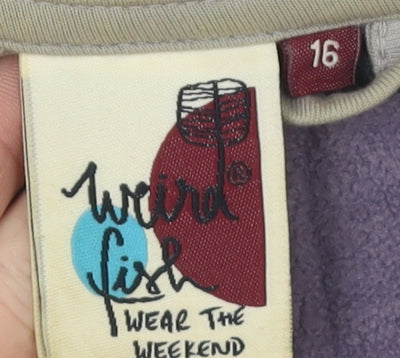 16
weird®
fish
WEAR THE
WEEKEND